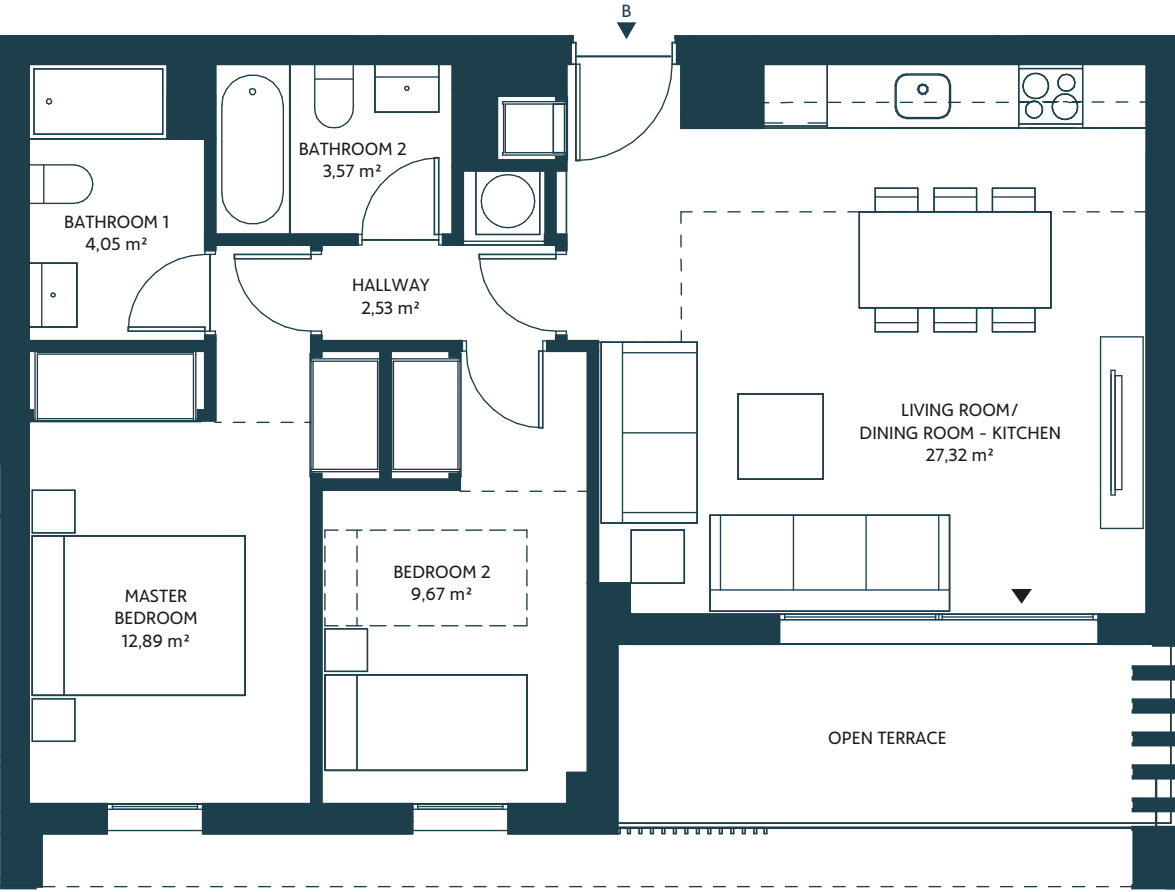 B
BATHROOM 2
3,57 m²
BATHROOM 1
4,05 m²
HALLWAY
2,53 m²
LIVING ROOM/
DINING ROOM - KITCHEN
27,32 m²
MASTER
BEDROOM
12,89 m²
BEDROOM 2
9,67 m²
OPEN TERRACE